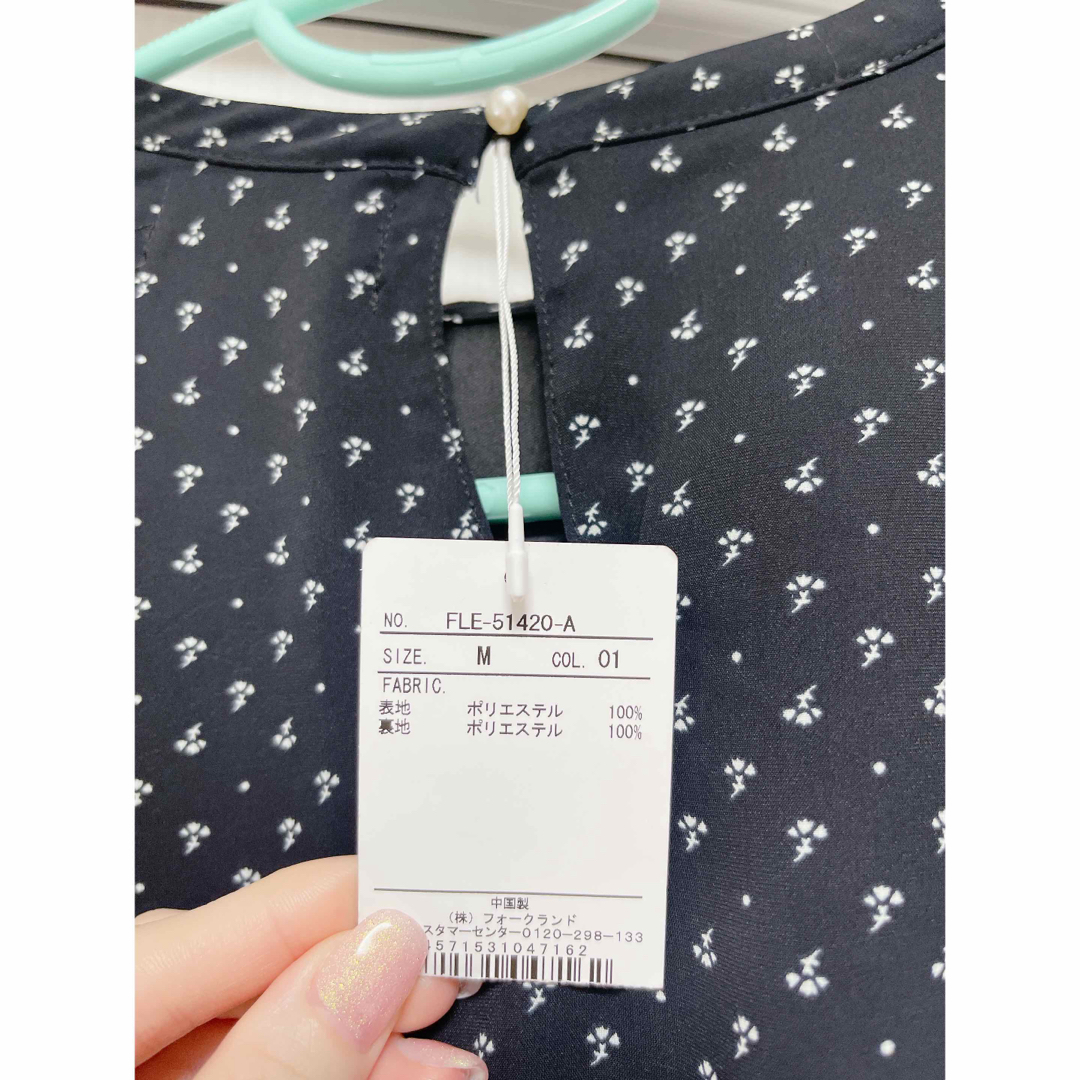 NO. FLE-51420-A
SIZE. M COL. 01
FABRIC.
表地 ポリエステル 100%
裏地 ポリエステル 100%
中国製
(株) フォークランド
スタマーセンター0120-298-133
4571531047162